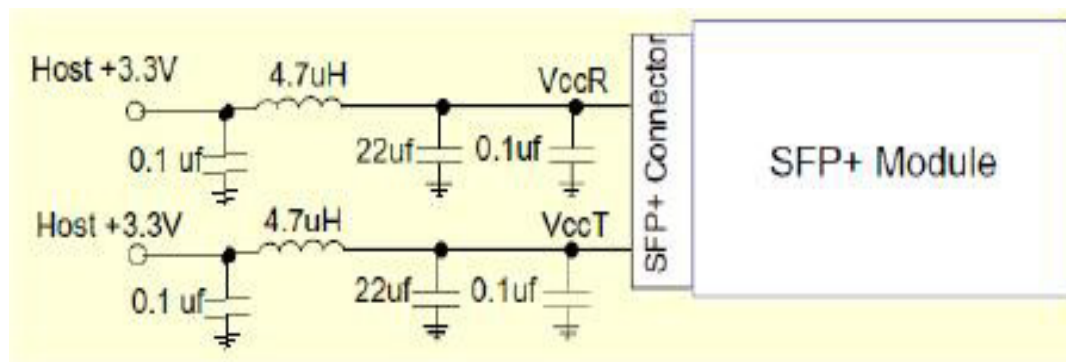 Host +3.3V
4.7uH
VccR
0.1 uf
22uf
0.1uf
Host +3.3V
4.7uH
VccT
0.1 uf
22uf
0.1uf
SFP+ Connector
SFP+ Module